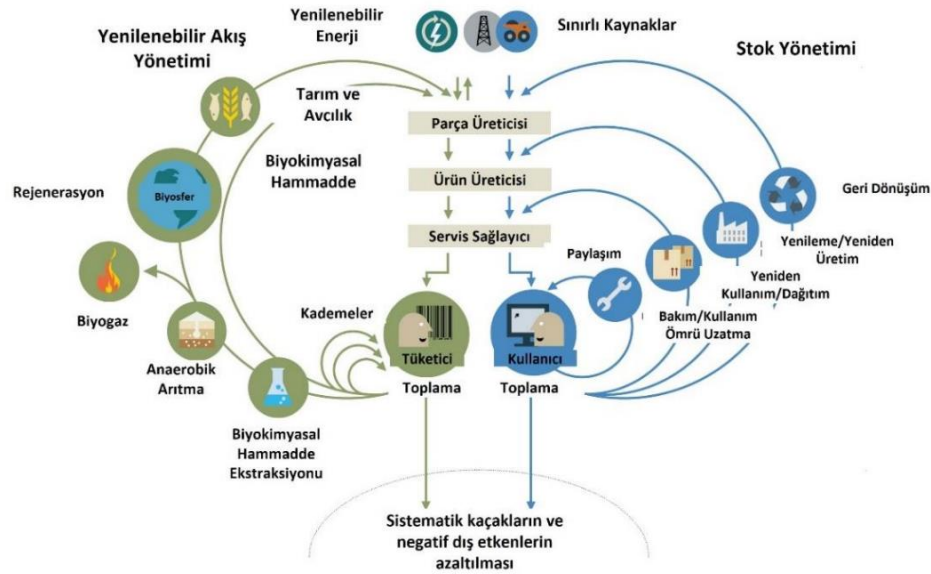 Yenilenebilir Akış
Yönetimi
Yenilenebilir
Enerji
Sınırlı Kaynaklar
Stok Yönetimi
Tarım ve
Avcılık
Parça Üreticisi
Biyokimyasal
Hammadde
Ürün Üreticisi
Rejenerasyon
Biyosfer
Geri Dönüşüm
Servis Sağlayıcı
Paylaşım
Yenileme/Yeniden
Üretim
Yeniden
Kullanım/Dağıtım
Bakım/Kullanım
Ömrü Uzatma
Biyogaz
Kademeler
Tüketici
Kullanıcı
Anaerobik
Arıtma
Toplama
Toplama
Biyokimyasal
Hammadde
Ekstraksiyonu
Sistematik kaçakların ve
negatif dış etkenlerin
azaltılması